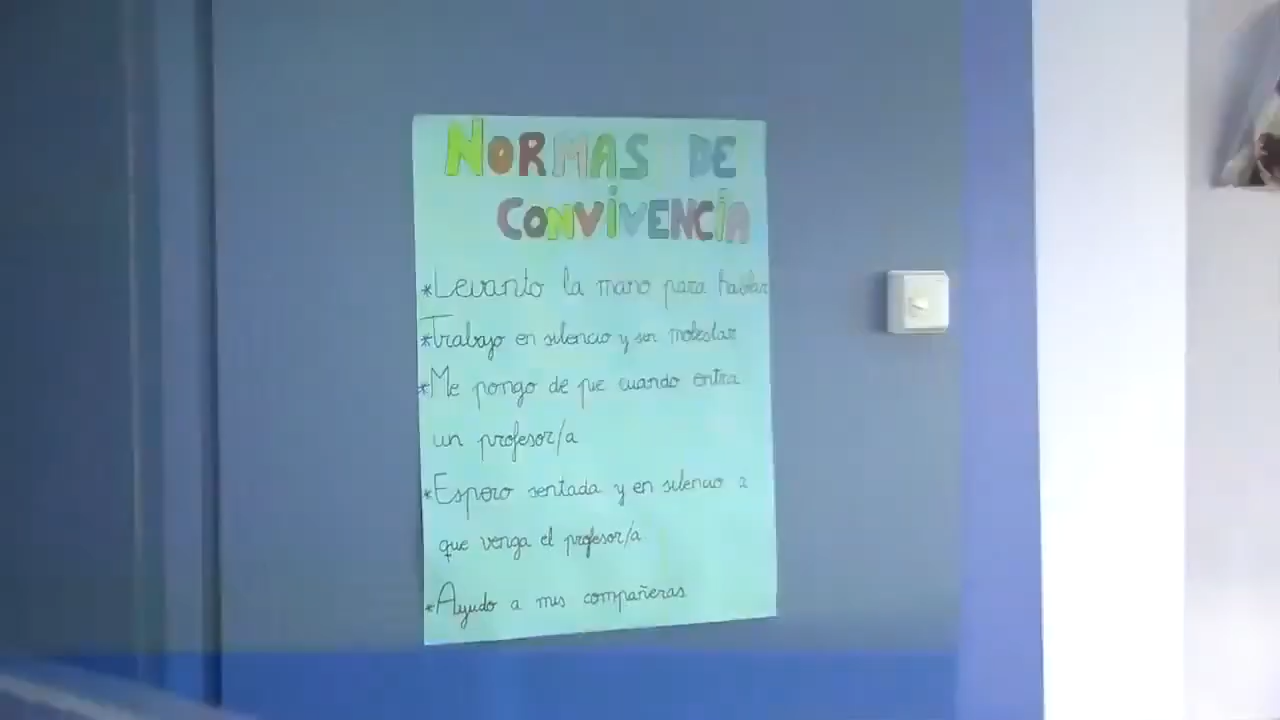 NORMAS DE
CONVIVENCIA
*Levanto la mano para hablar
*Trabajo en silencio y sin molestar
*Me pongo de pie cuando entra
un profesor/a
*Espero sentada y en silencio a
que venga el profesor/a
*Ayudo a mis compañeras